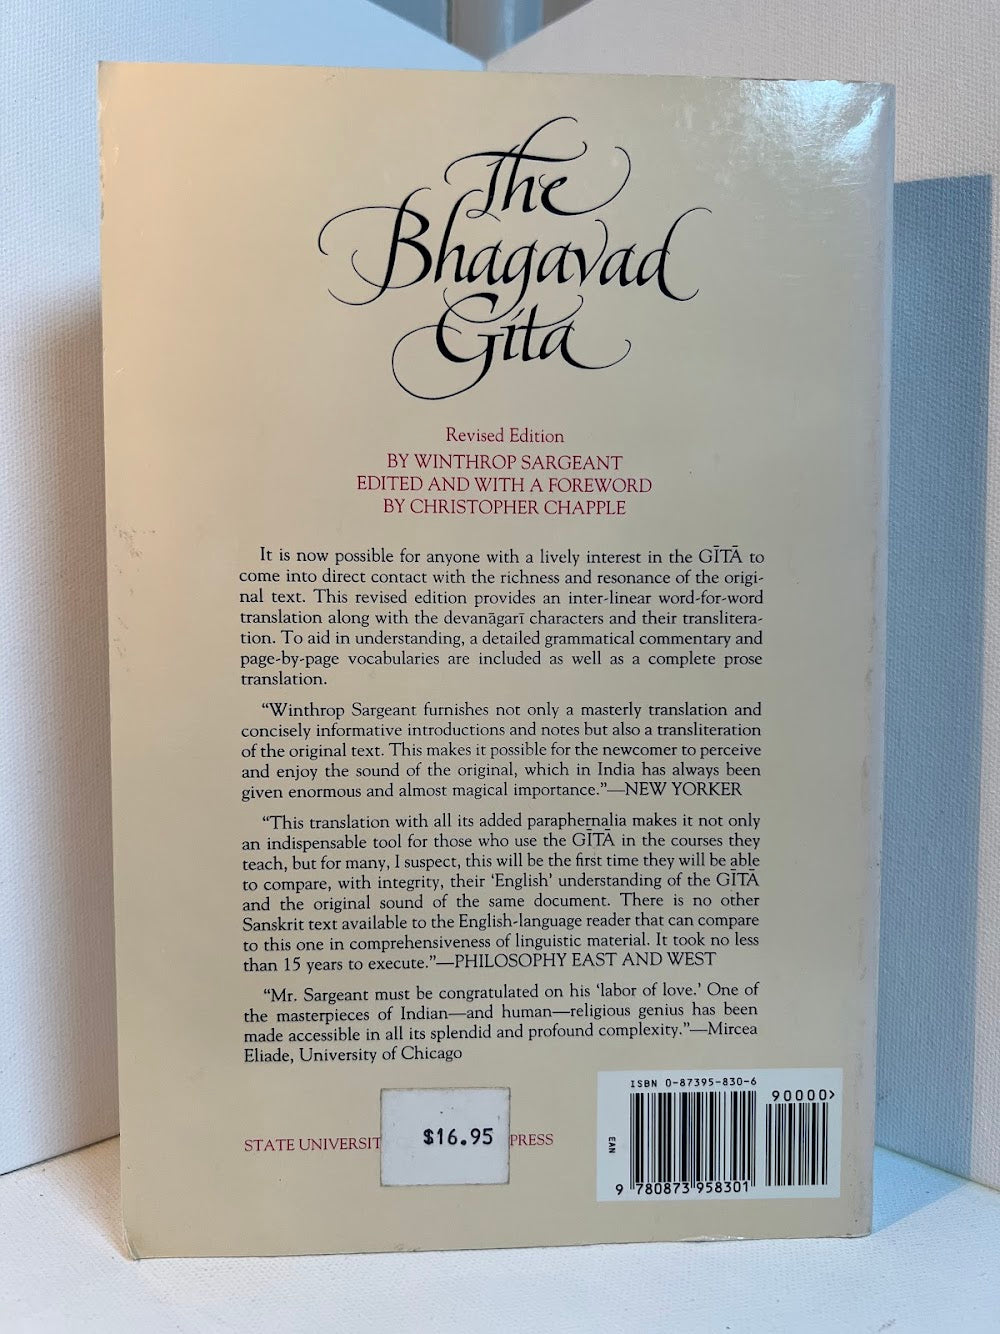 The
Bhagavad
Gita
Revised Edition
BY WINTHROP SARGEANT
EDITED AND WITH A FOREWORD
BY CHRISTOPHER CHAPPLE
It is now possible for anyone with a lively interest in the GĪTĀ to
come into direct contact with the richness and resonance of the origi-
nal text. This revised edition provides an inter-linear word-for-word
translation along with the devanāgarī characters and their translitera-
tion. To aid in understanding, a detailed grammatical commentary and
page-by-page vocabularies are included as well as a complete prose
translation.
“Winthrop Sargeant furnishes not only a masterly translation and
concisely informative introductions and notes but also a transliteration
of the original text. This makes it possible for the newcomer to perceive
and enjoy the sound of the original, which in India has always been
given enormous and almost magical importance.”—NEW YORKER
“This translation with all its added paraphernalia makes it not only
an indispensable tool for those who use the GĪTĀ in the courses they
teach, but for many, I suspect, this will be the first time they will be able
to compare, with integrity, their ‘English’ understanding of the GĪTĀ
and the original sound of the same document. There is no other
Sanskrit text available to the English-language reader that can compare
to this one in comprehensiveness of linguistic material. It took no less
than 15 years to execute.”—PHILOSOPHY EAST AND WEST
“Mr. Sargeant must be congratulated on his ‘labor of love.’ One of
the masterpieces of Indian—and human—religious genius has been
made accessible in all its splendid and profound complexity.”—Mircea
Eliade, University of Chicago
STATE UNIVERSIT PRESS
$16.95
ISBN 0-87395-830-6
90000>
EAN
9 780873 958301